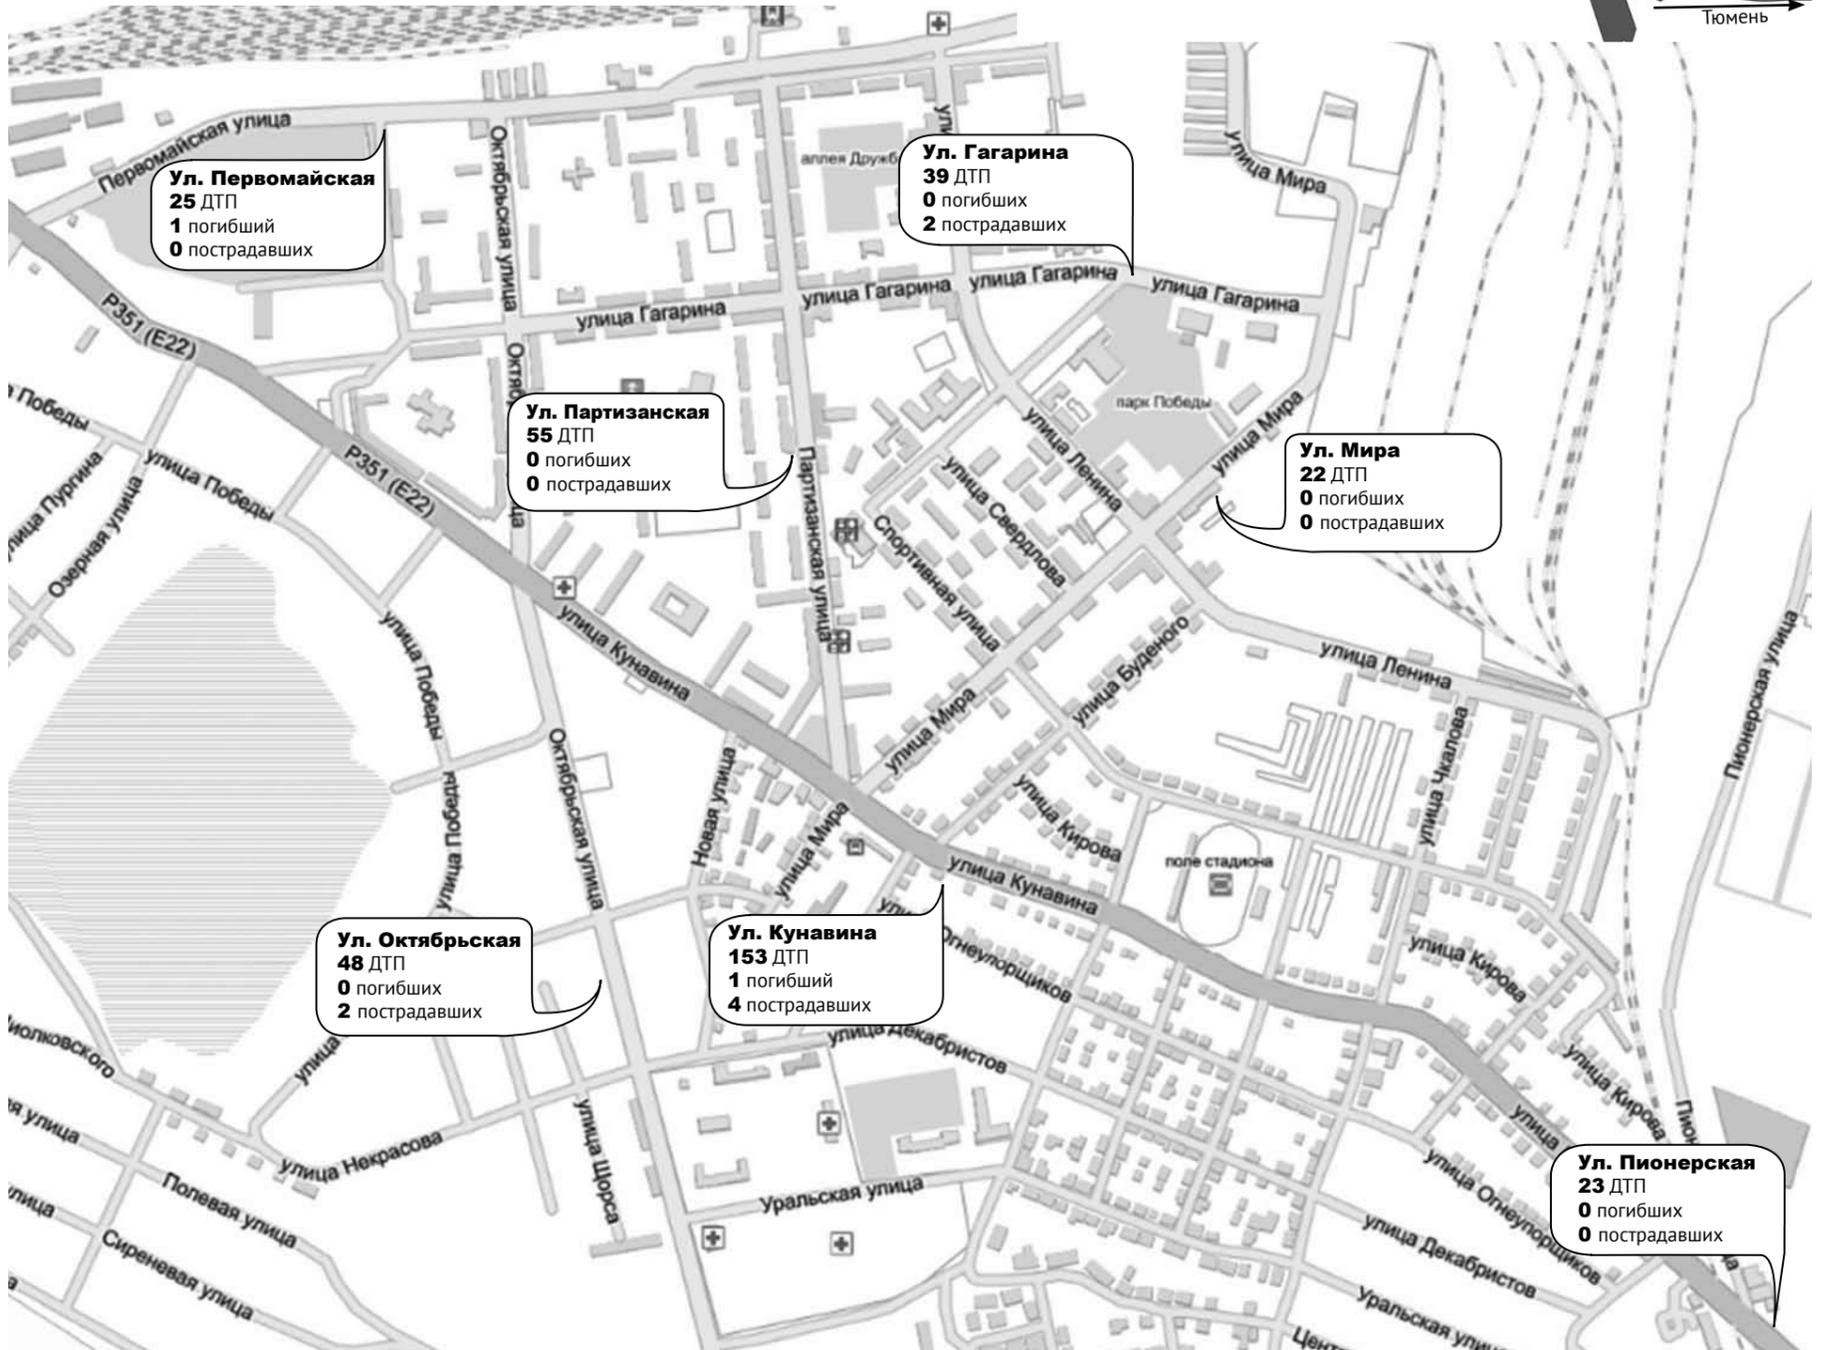 Тюмень
Первомайская улица
Ул. Первомайская
25 ДТП
1 погибший
0 пострадавших
Октябрьская улица
аллея Дружб
Ул. Гагарина
39 ДТП
0 погибших
2 пострадавших
улица Мира
улица Гагарина
улица Гагарина
улица Гагарина
улица Гагарина
Р351 (Е22)
Р351 (Е22)
Победы
улица Победы
улица Победы
улица Победы
Озерная улица
Ул. Партизанская
55 ДТП
0 погибших
0 пострадавших
Партизанская улица
парк Победы
улица Ленина
улица Мира
Ул. Мира
22 ДТП
0 погибших
0 пострадавших
улица Свердлова
Спортивная улица
улица Кунавина
улица Мира
улица Буденого
улица Ленина
Пионерская улица
Октябрьская улица
Новая улица
улица Мира
улица Кирова
улица Чкалова
поле стадиона
улица Кунавина
Ул. Октябрьская
48 ДТП
0 погибших
2 пострадавших
Ул. Кунавина
153 ДТП
1 погибший
4 пострадавших
Огнеупорщиков
улица Кирова
улица Декабристов
улица
улица Кирова
улица Некрасова
улица Щорса
улица
улица
Полевая улица
Сиреневая улица
Уральская улица
улица Огнеупорщиков
улица Декабристов
Уральская
Ул. Пионерская
23 ДТП
0 погибших
0 пострадавших